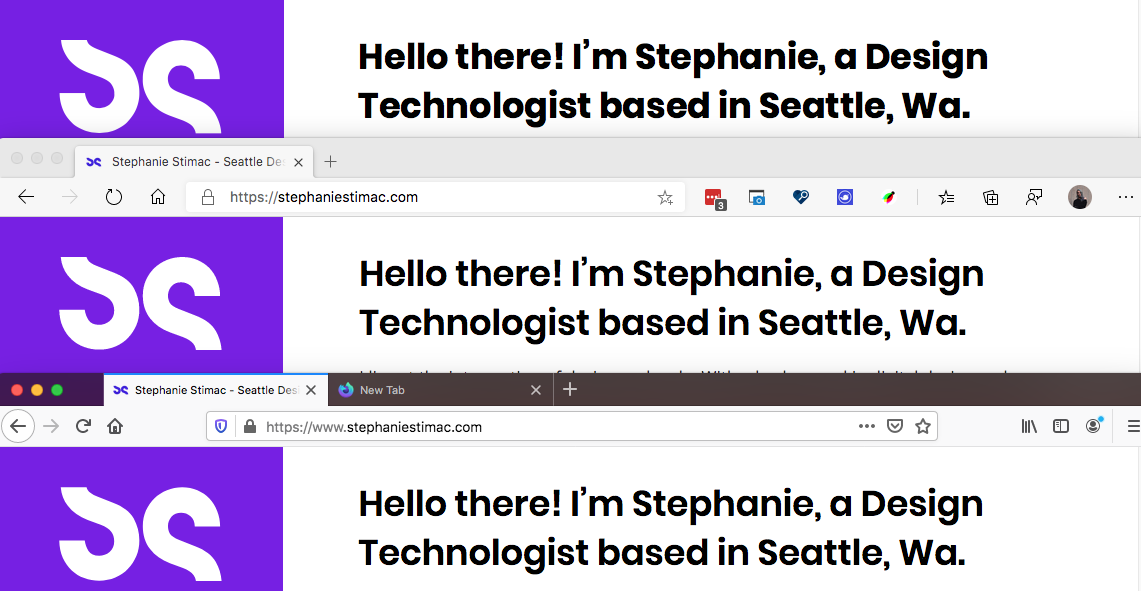 Hello there! I’m Stephanie, a Design
Technologist based in Seattle, Wa.
Stephanie Stimac - Seattle De
https://stephaniestimac.com
3
Hello there! I’m Stephanie, a Design
Technologist based in Seattle, Wa.
Stephanie Stimac - Seattle Des
New Tab
https://www.stephaniestimac.com
Hello there! I’m Stephanie, a Design
Technologist based in Seattle, Wa.